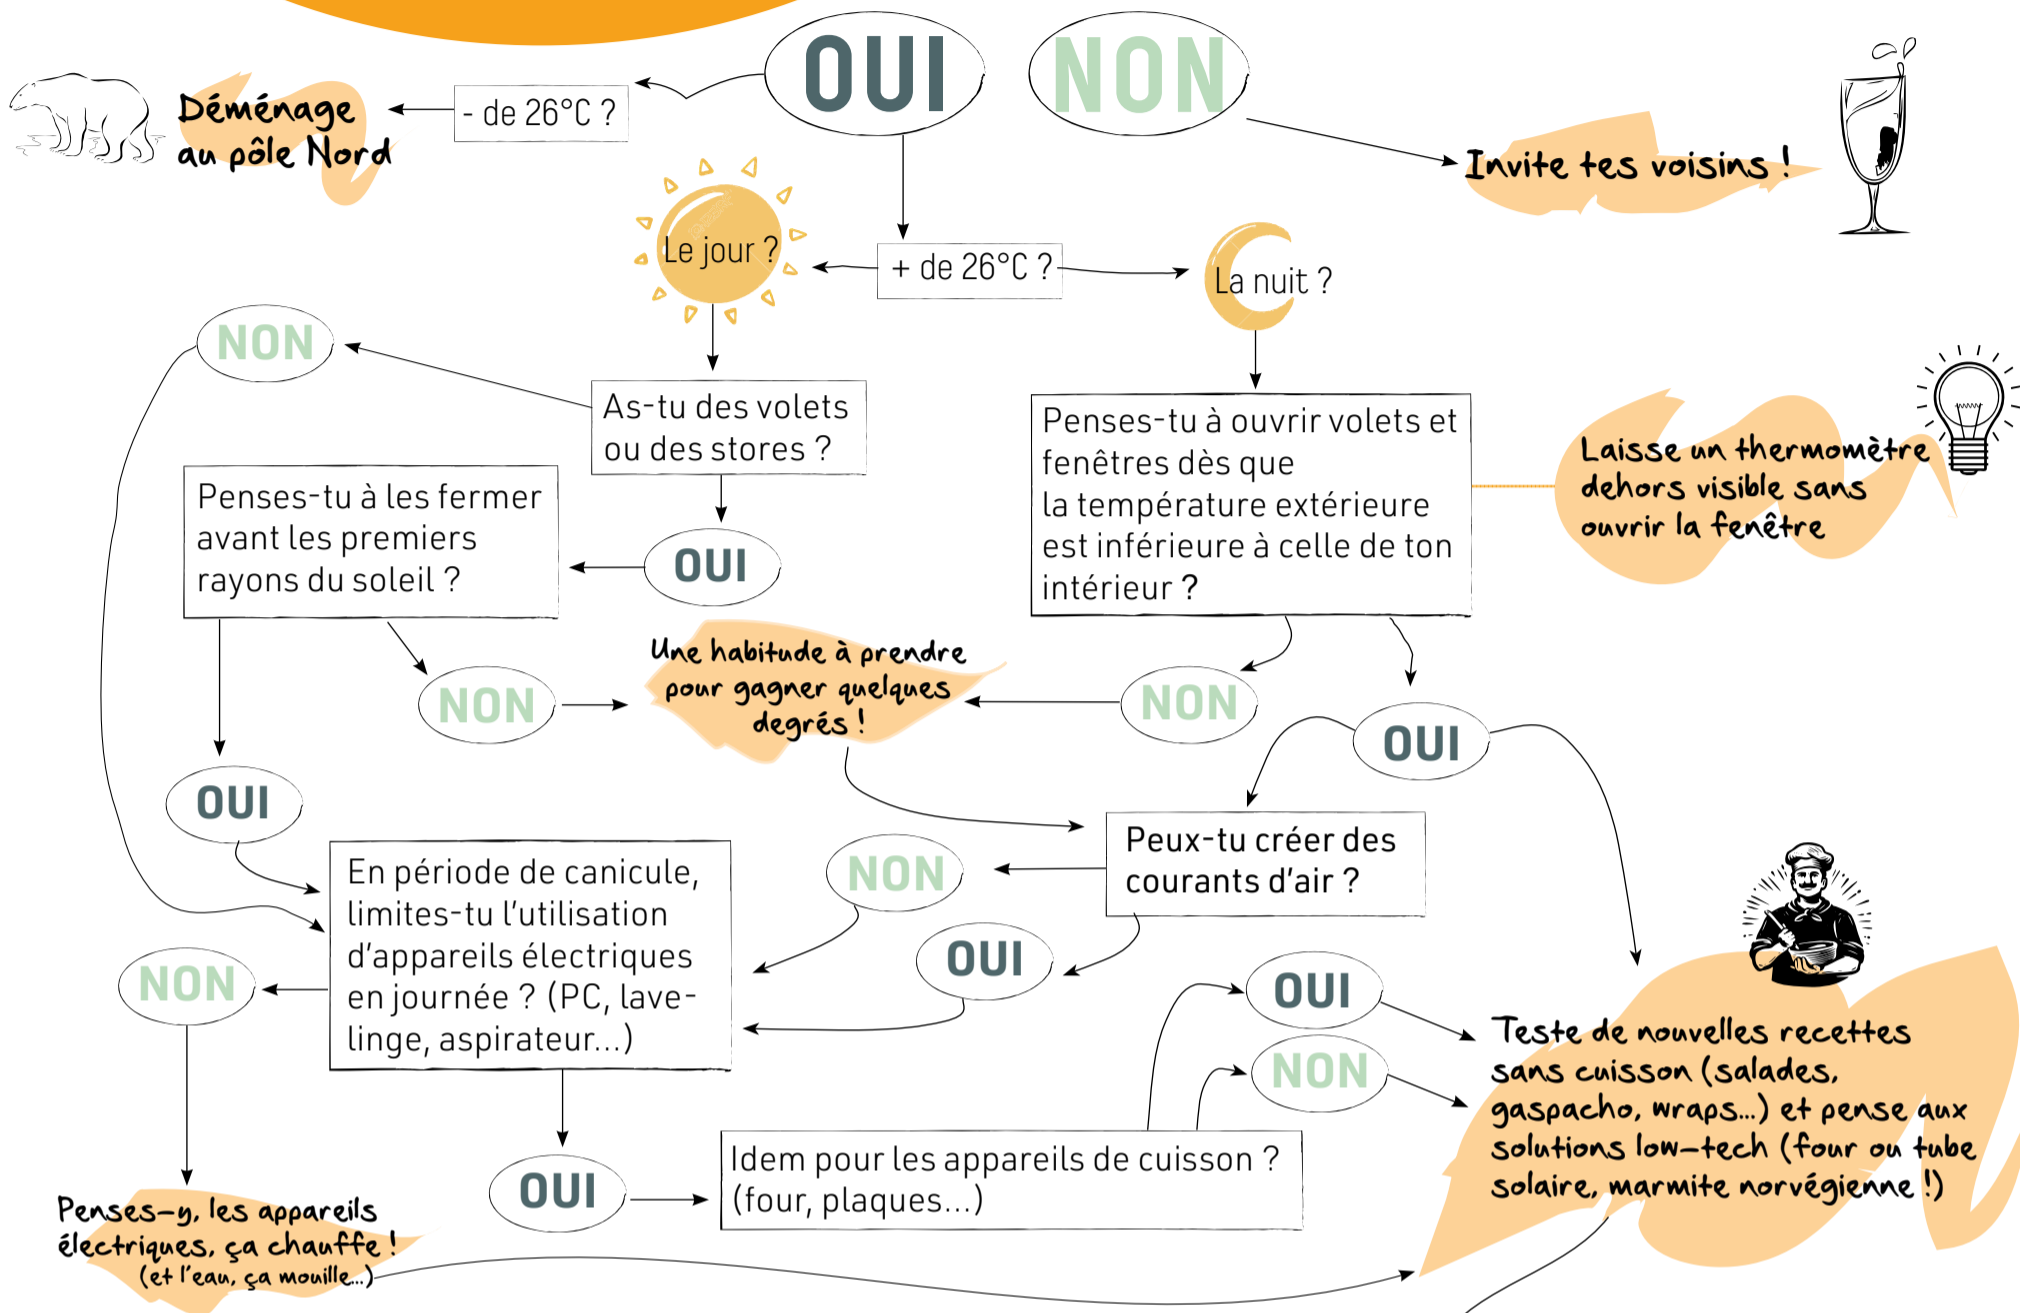 OUI
NON
- de 26°C ?
Déménage
au pôle Nord
Invite tes voisins !
Le jour ?
+ de 26°C ?
La nuit ?
NON
As-tu des volets
ou des stores ?
Penses-tu à ouvrir volets et
fenêtres dès que
la température extérieure
est inférieure à celle de ton
intérieur ?
Laisse un thermomètre
dehors visible sans
ouvrir la fenêtre
Penses-tu à les fermer
avant les premiers
rayons du soleil ?
OUI
Une habitude à prendre
pour gagner quelques
degrés !
NON
NON
OUI
OUI
Peux-tu créer des
courants d'air ?
NON
OUI
En période de canicule,
limites-tu l'utilisation
d'appareils électriques
en journée ? (PC, lave-
linge, aspirateur...)
NON
OUI
NON
Teste de nouvelles recettes
sans cuisson (salades,
gaspacho, wraps...) et pense aux
solutions low-tech (four ou tube
solaire, marmite norvégienne !)
OUI
Idem pour les appareils de cuisson ?
(four, plaques...)
Penses-y, les appareils
électriques, ça chauffe !
(et l'eau, ça mouille...)